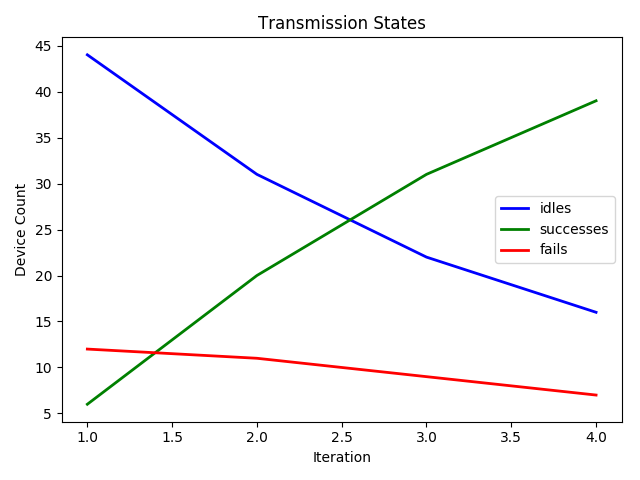 Transmission States
Device Count
45
40
35
30
25
20
15
10
5
idles
successes
fails
1.0 1.5 2.0 2.5 3.0 3.5 4.0
Iteration